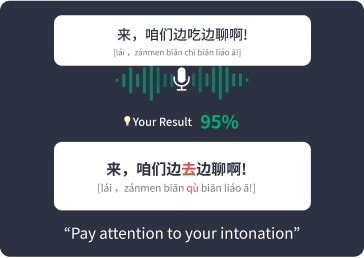 来，咱们边吃边聊啊!
[lái ，zánmen biān chī biān liáo ā!]
Your Result 95%
来，咱们边去边聊啊!
[lái ，zánmen biān qù biān liáo ā!]
“Pay attention to your intonation”